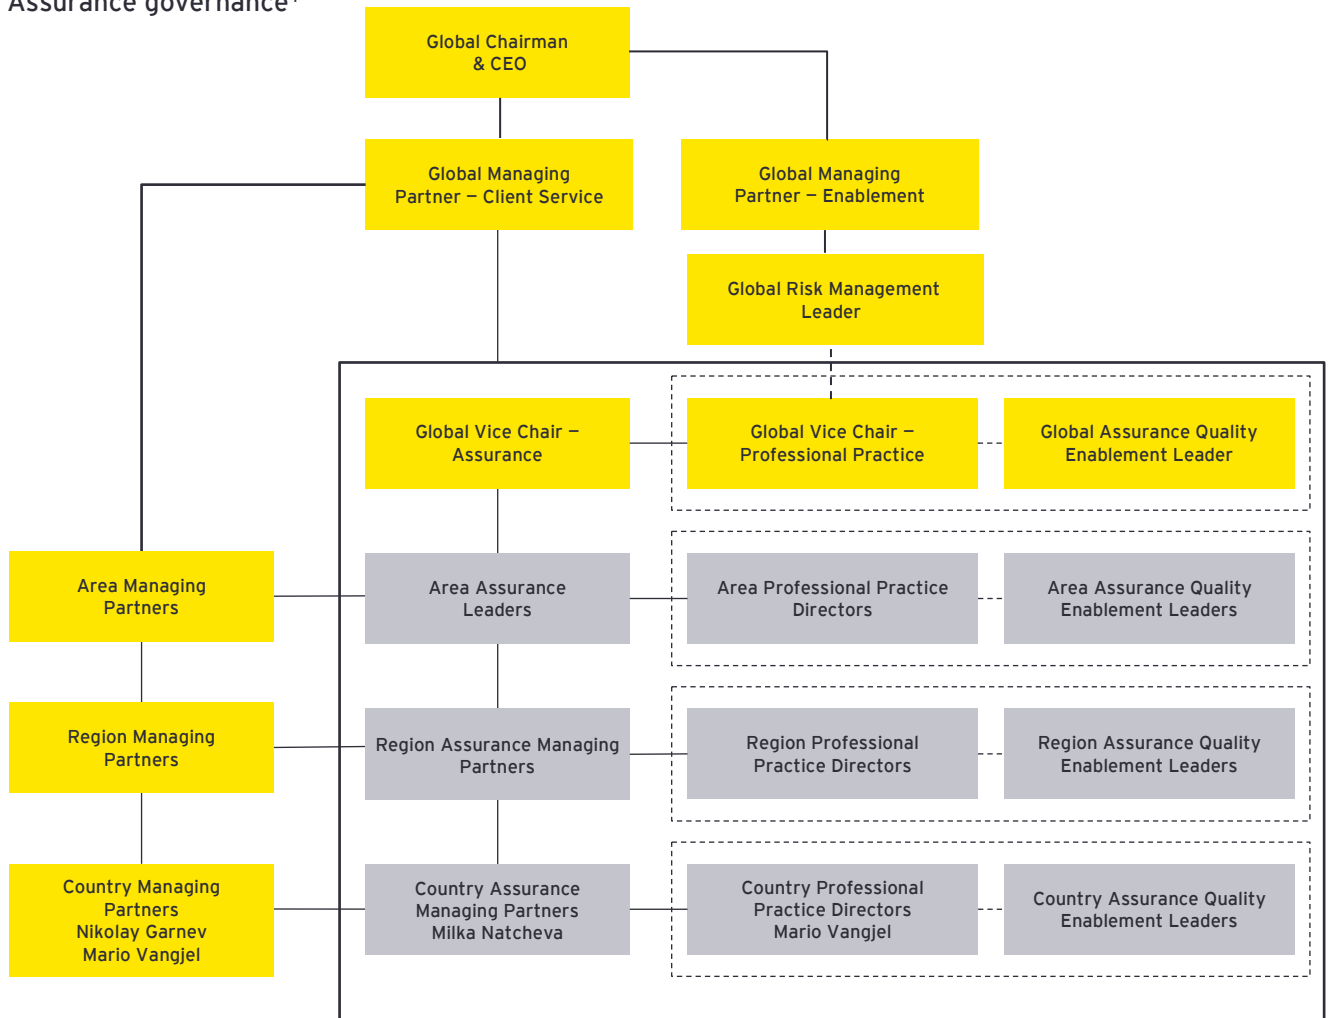 Assurance governance
Global Chairman
& CEO
Global Managing
Partner – Client Service
Global Managing
Partner – Enablement
Global Risk Management
Leader
Global Vice Chair –
Assurance
Global Vice Chair –
Professional Practice
Global Assurance Quality
Enablement Leader
Area Managing
Partners
Area Assurance
Leaders
Area Professional Practice
Directors
Area Assurance Quality
Enablement Leaders
Region Managing
Partners
Region Assurance Managing
Partners
Region Professional
Practice Directors
Region Assurance Quality
Enablement Leaders
Country Managing
Partners
Nikolay Garnev
Mario Vangjel
Country Assurance
Managing Partners
Milka Natcheva
Country Professional
Practice Directors
Mario Vangjel
Country Assurance Quality
Enablement Leaders